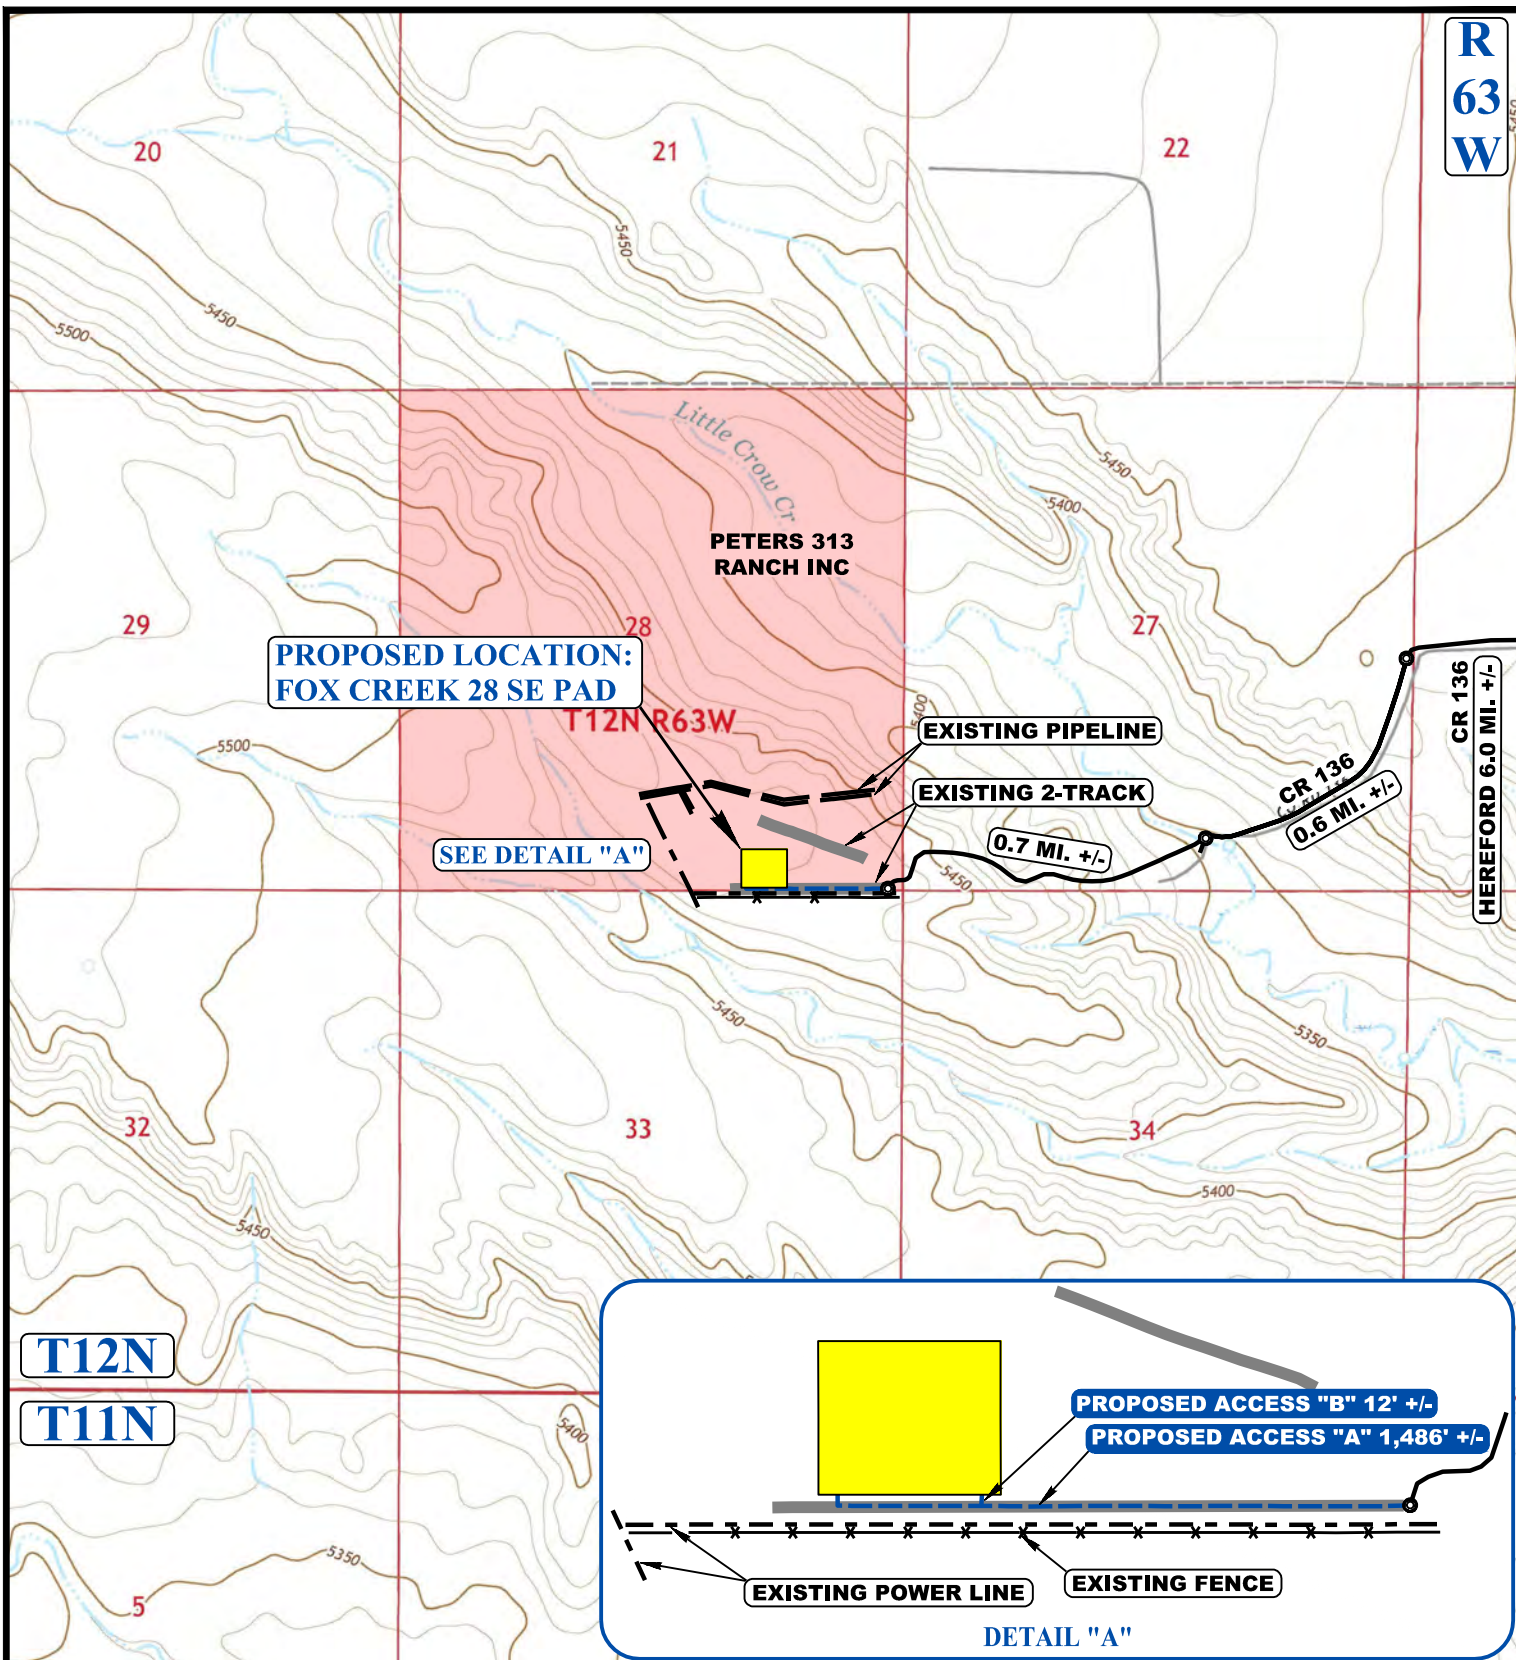 R
63
W
5450
20
21
22
5450
5450
5500
Little Crow Cr
5450
5400
PETERS 313
RANCH INC
29
28
27
PROPOSED LOCATION:
FOX CREEK 28 SE PAD
T12N R63W
5400
5500
EXISTING PIPELINE
EXISTING 2-TRACK
CR 136
0.6 MI. +/-
CR 136
HEREFORD 6.0 MI. +/-
0.7 MI. +/-
SEE DETAIL "A"
5450
5450
5350
32
33
34
5400
5450
T12N
T11N
5400
5350
5
PROPOSED ACCESS "B" 12' +/-
PROPOSED ACCESS "A" 1,486' +/-
EXISTING POWER LINE
EXISTING FENCE
DETAIL "A"